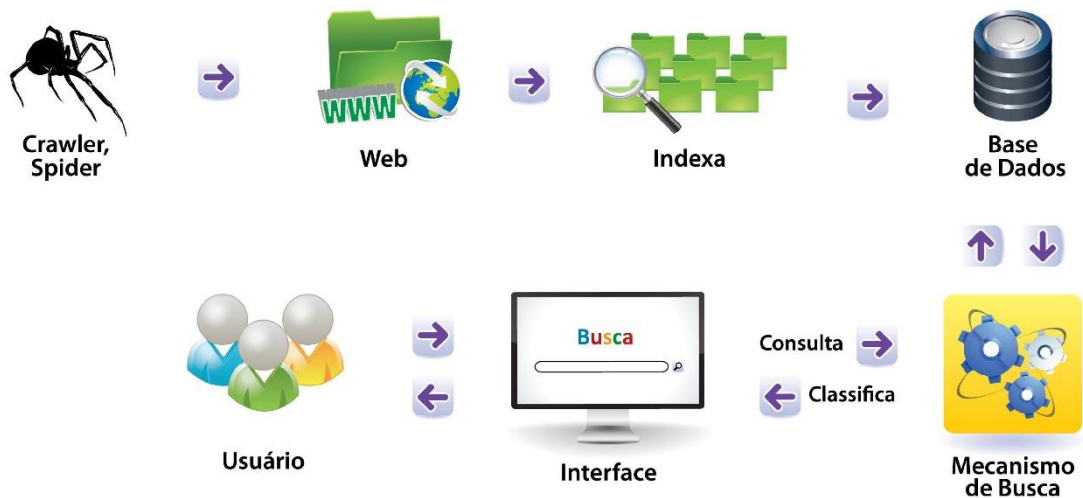 WWW
Crawler,
Spider
Web
Indexa
Base
de Dados
Busca
Consulta
Classifica
Usuário
Interface
Mecanismo
de Busca